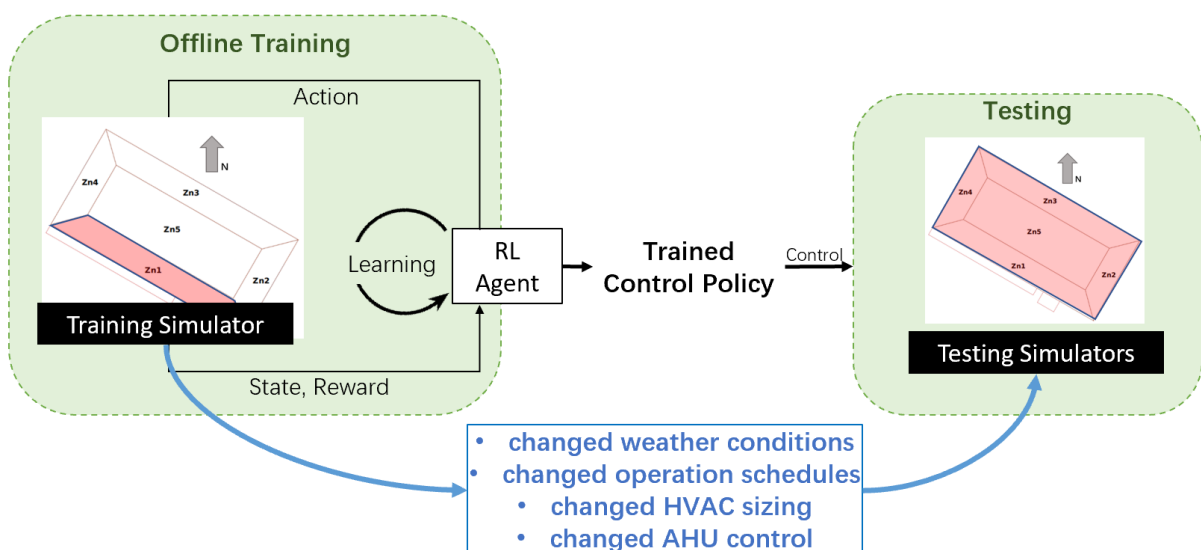 Offline Training
Action
N
Zn4
Zn3
Zn5
Zn1
Zn2
Training Simulator
Learning
RL
Agent
State, Reward
Trained
Control Policy
Control
Testing
N
Zn4
Zn3
Zn5
Zn1
Zn2
Testing Simulators
• changed weather conditions
• changed operation schedules
• changed HVAC sizing
• changed AHU control